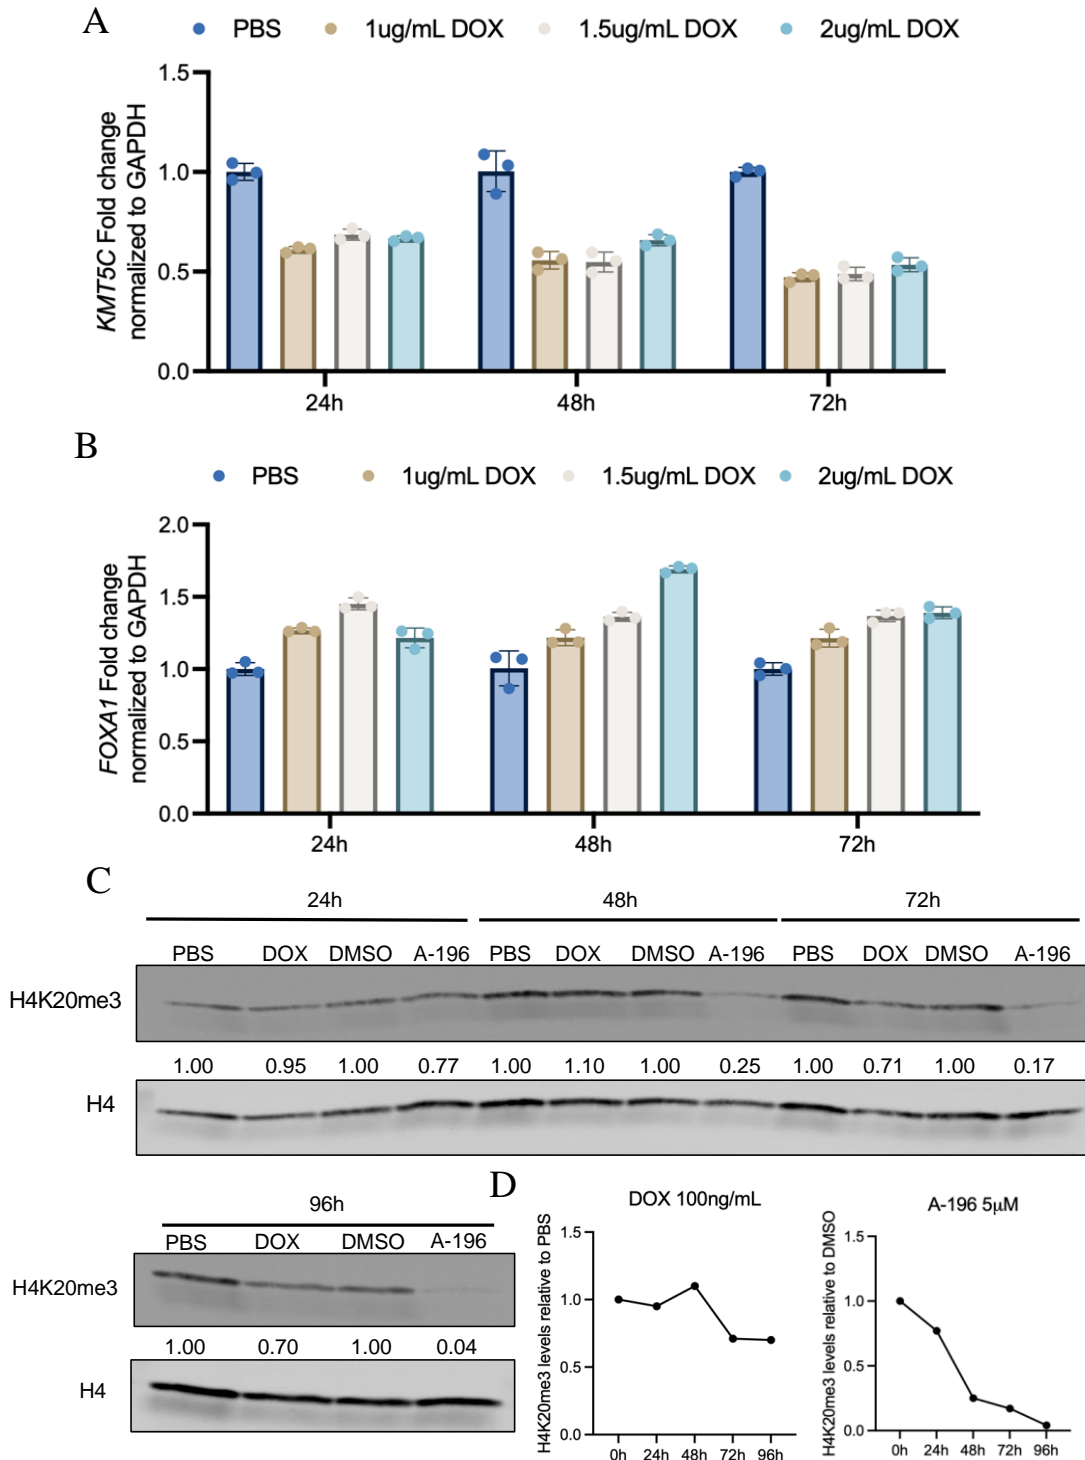 A
PBS 1ug/mL DOX 1.5ug/mL DOX 2ug/mL DOX
KMT5C Fold change
normalized to GAPDH
1.5
1.0
0.5
0.0
24h 48h 72h
B
PBS 1ug/mL DOX 1.5ug/mL DOX 2ug/mL DOX
FOXA1 Fold change
normalized to GAPDH
2.0
1.5
1.0
0.5
0.0
24h 48h 72h
C
24h 48h 72h
PBS DOX DMSO A-196 PBS DOX DMSO A-196 PBS DOX DMSO A-196
H4K20me3
1.00 0.95 1.00 0.77 1.00 1.10 1.00 0.25 1.00 0.71 1.00 0.17
H4
96h
PBS DOX DMSO A-196
H4K20me3
1.00 0.70 1.00 0.04
H4
D
DOX 100ng/mL
H4K20me3 levels relative to PBS
1.5
1.0
0.5
0.0
0h 24h 48h 72h 96h
A-196 5μM
H4K20me3 levels relative to DMSO
1.5
1.0
0.5
0.0
0h 24h 48h 72h 96h